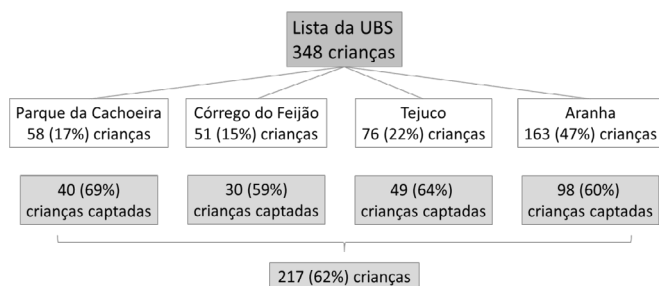 Lista da UBS
348 crianças
Parque da Cachoeira
58 (17%) crianças
Córrego do Feijão
51 (15%) crianças
Tejuco
76 (22%) crianças
Aranha
163 (47%) crianças
40 (69%)
crianças captadas
30 (59%)
crianças captadas
49 (64%)
crianças captadas
98 (60%)
crianças captadas
217 (62%) crianças